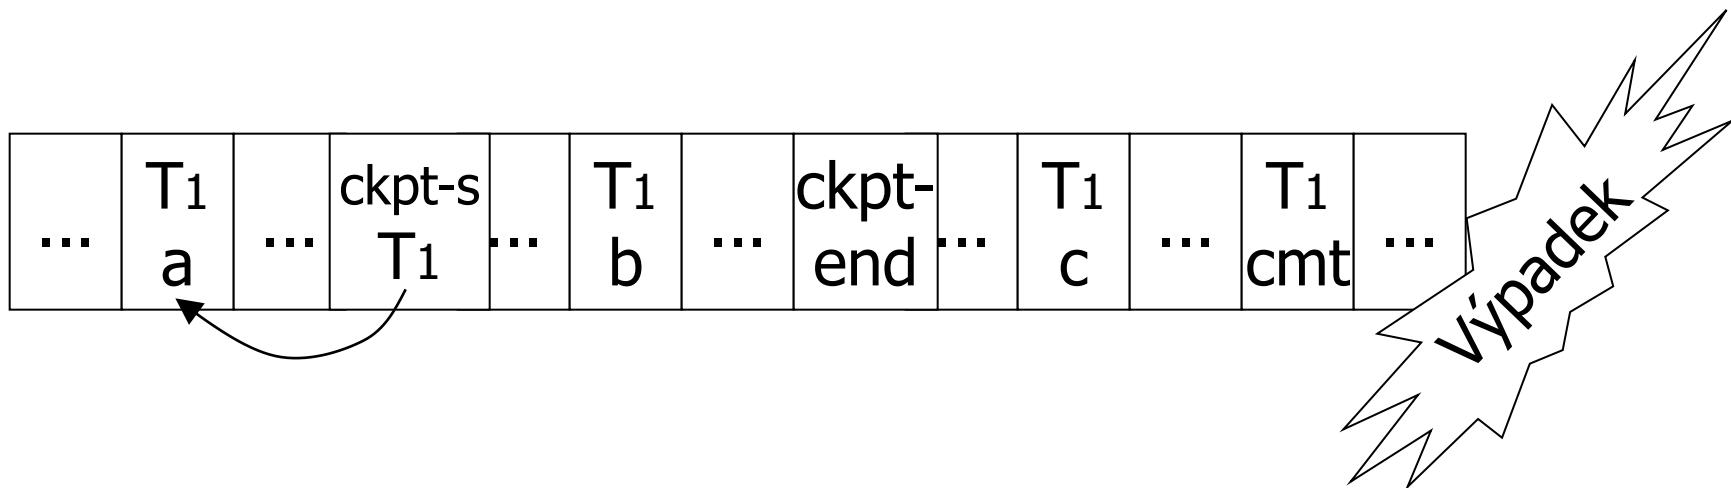 ... T1 a ... ckpt-s T1 ... T1 b ... ckpt-end ... T1 c ... T1 cmt ...
Výpadek